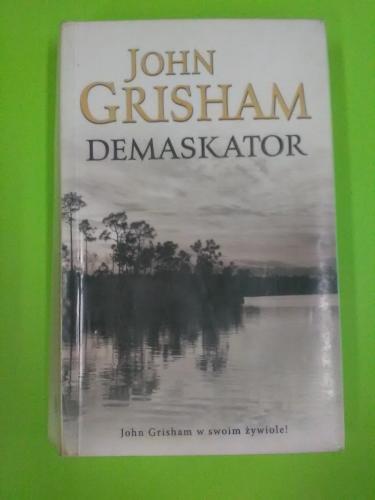 JOHN
GRISHAM
DEMASKATOR
John Grisham w swoim żywiole!